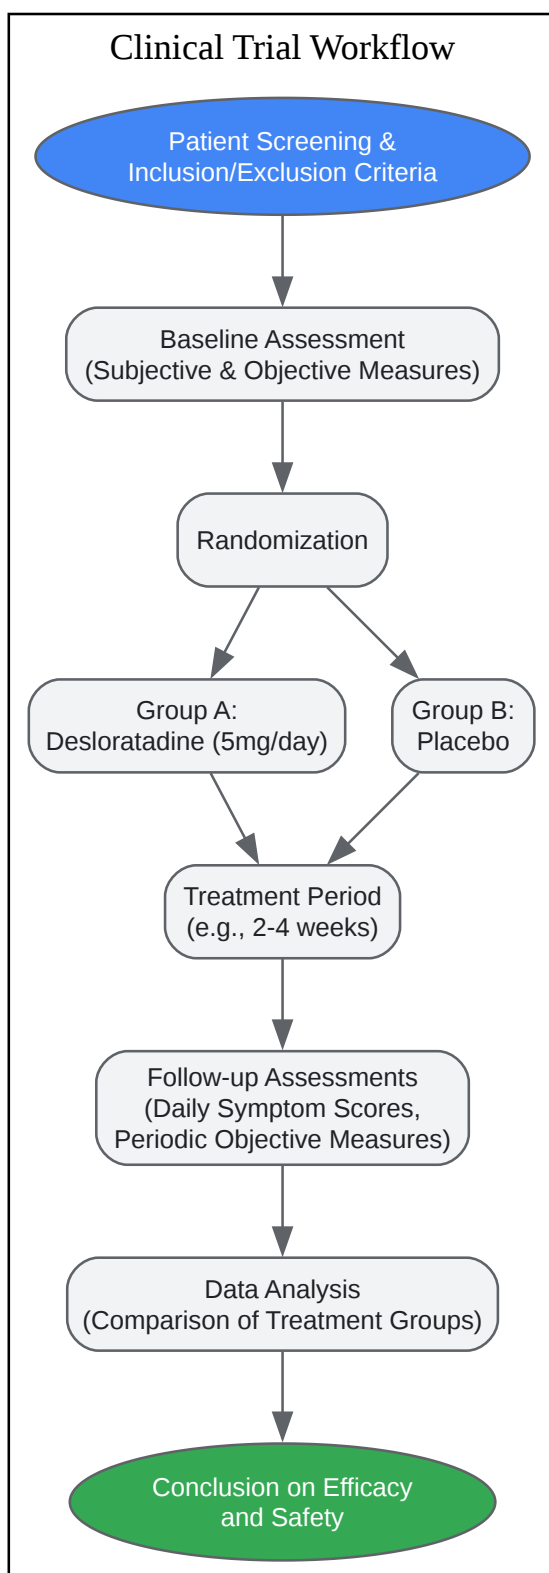 Clinical Trial Workflow
Patient Screening &
Inclusion/Exclusion Criteria
Baseline Assessment
(Subjective & Objective Measures)
Randomization
Group A:
Desloratadine (5mg/day)
Group B:
Placebo
Treatment Period
(e.g., 2-4 weeks)
Follow-up Assessments
(Daily Symptom Scores,
Periodic Objective Measures)
Data Analysis
(Comparison of Treatment Groups)
Conclusion on Efficacy
and Safety